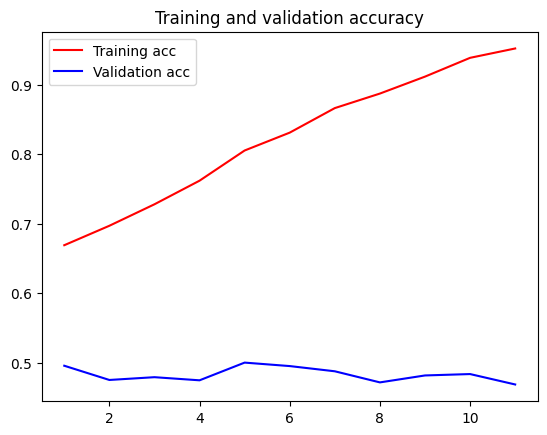 Training and validation accuracy
Training acc
Validation acc
0.9
0.8
0.7
0.6
0.5
2 4 6 8 10